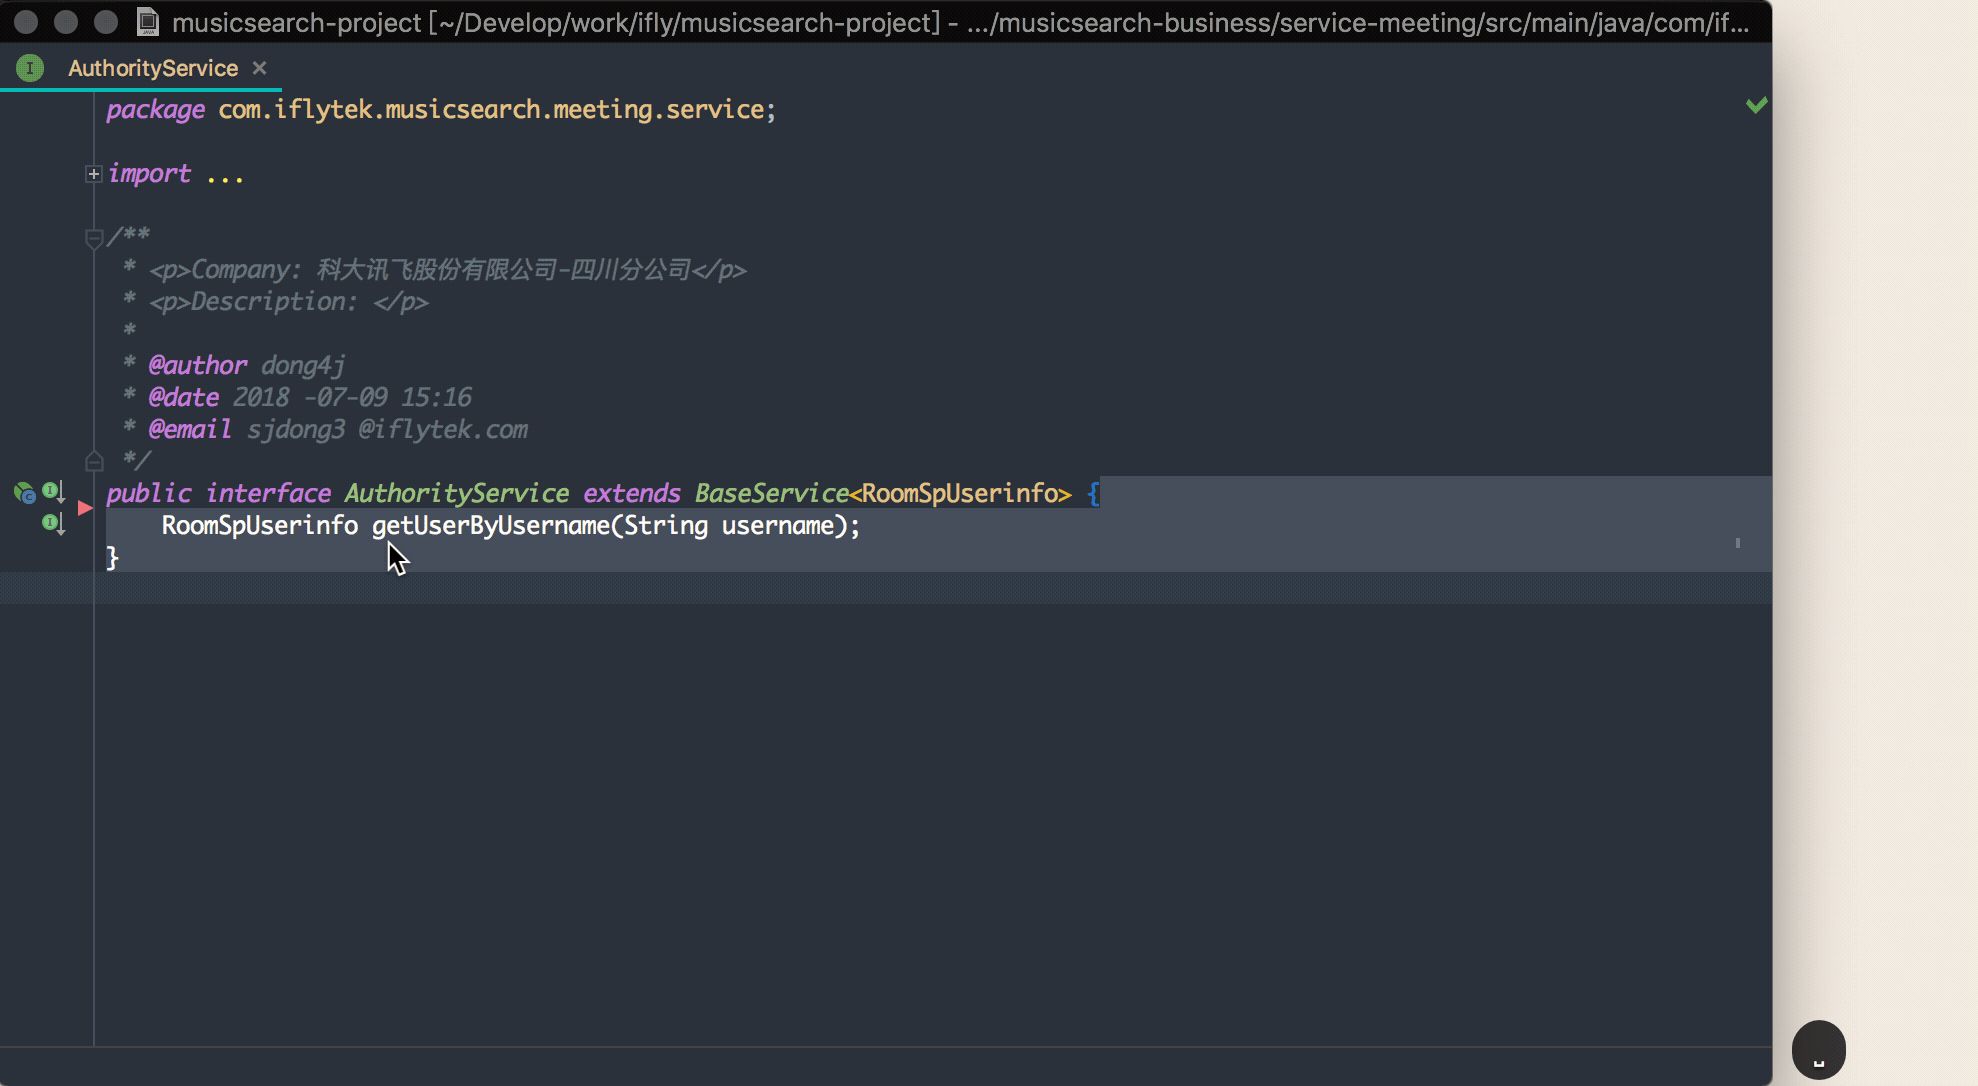 musicsearch-project [~/Develop/work/ifly/musicsearch-project] - .../musicsearch-business/service-meeting/src/main/java/com/if...
AuthorityService ×
package com.iflytek.musicsearch.meeting.service;
import ...
/**
* <p>Company: 科大讯飞股份有限公司-四川分公司</p>
* <p>Description: </p>
*
* @author dong4j
* @date 2018 -07-09 15:16
* @email sjdong3 @iflytek.com
*/
public interface AuthorityService extends BaseService<RoomSpUserinfo> {
RoomSpUserinfo getUserByUsername(String username);
}